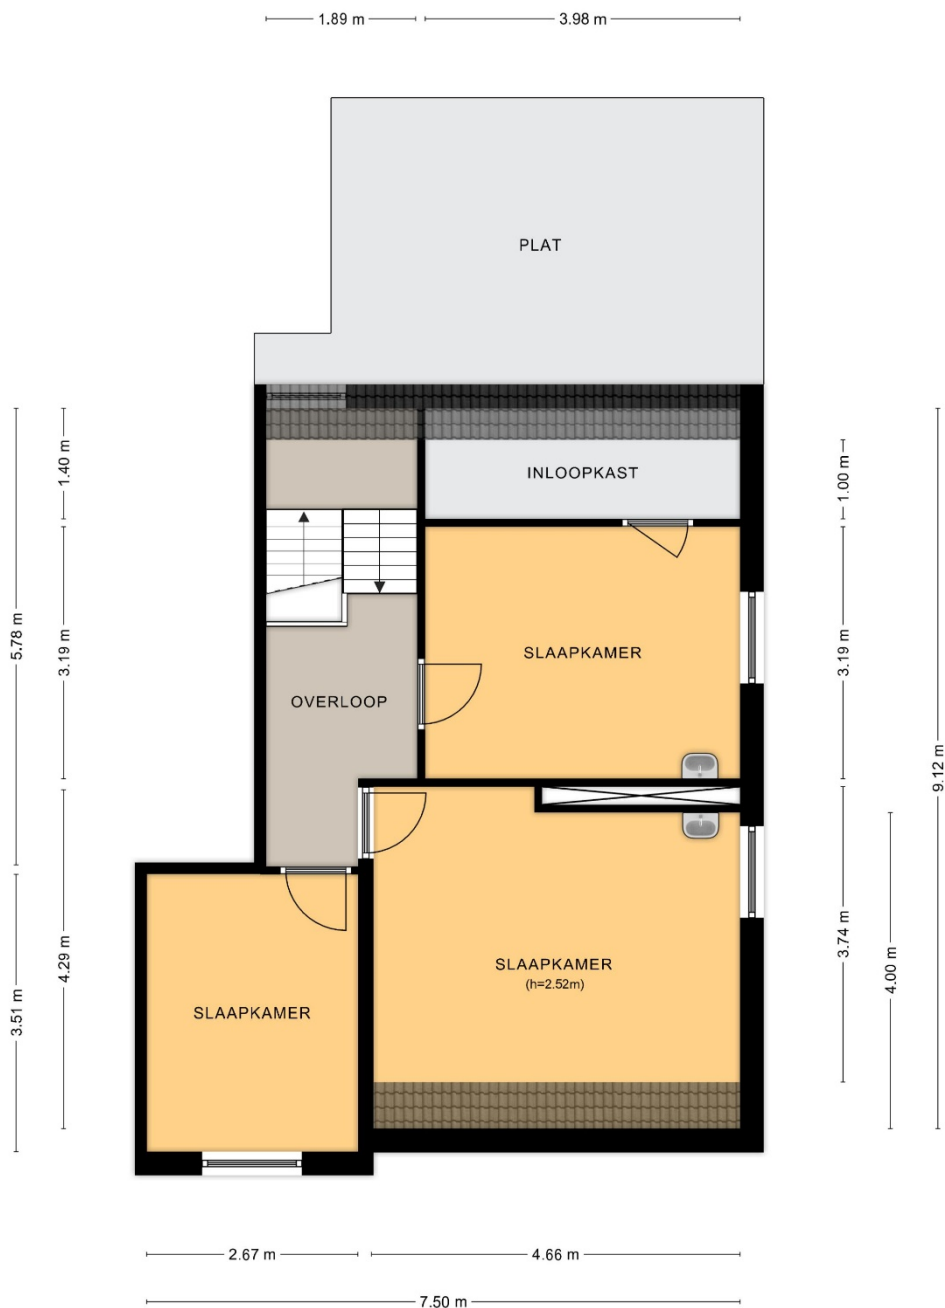 1.89 m
3.98 m
PLAT
INLOOPKAST
SLAAPKAMER
OVERLOOP
SLAAPKAMER
(h=2.52m)
SLAAPKAMER
5.78 m
3.51 m
1.40 m
3.19 m
4.29 m
1.00 m
3.19 m
3.74 m
4.00 m
9.12 m
2.67 m
4.66 m
7.50 m